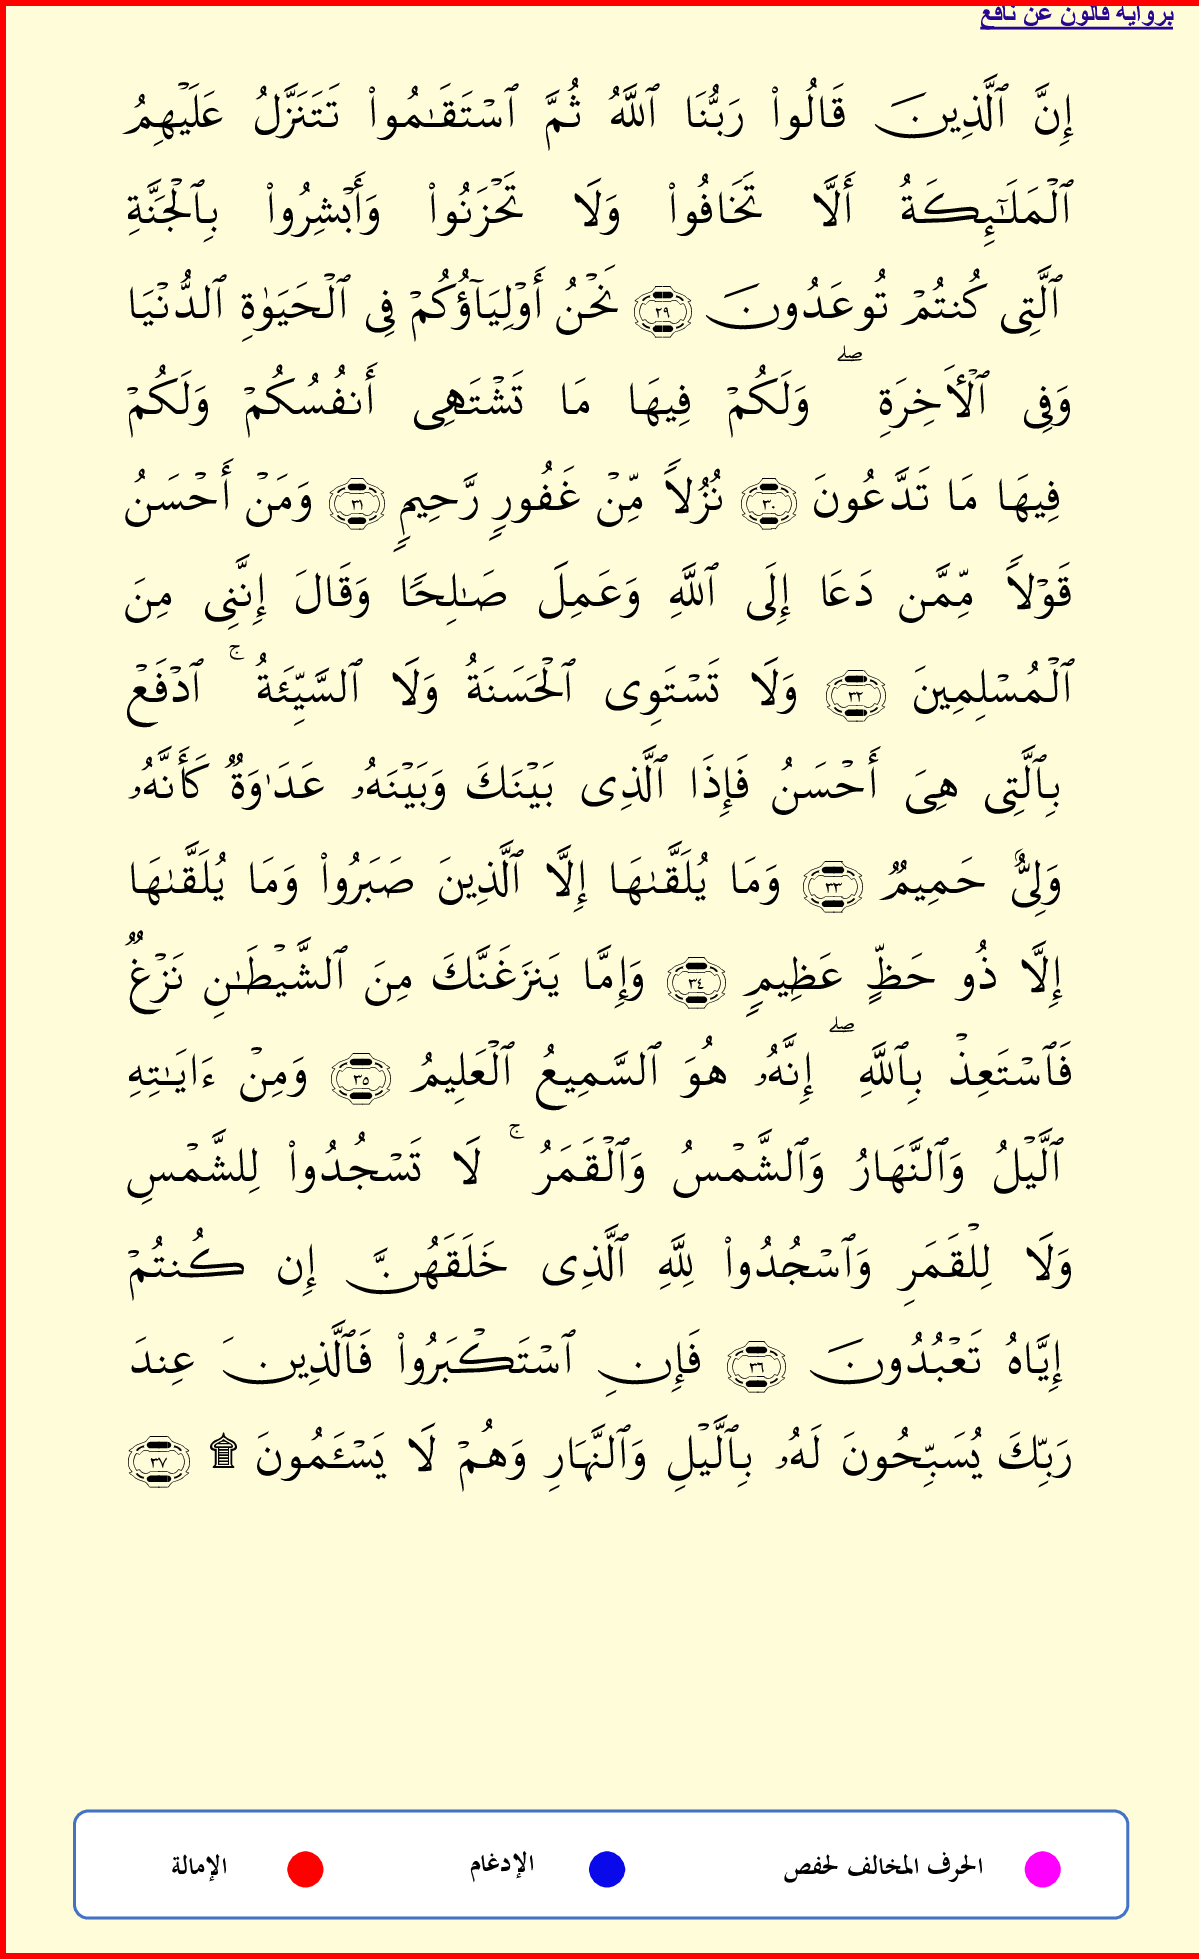 برواية قالون عن نافع
إِنَّ ٱلَّذِينَ قَالُوا۟ رَبُّنَا ٱللَّهُ ثُمَّ ٱسْتَقَـٰمُوا۟ تَتَنَزَّلُ عَلَيْهِمُ
ٱلْمَلَـٰٓئِكَةُ أَلَّا تَخَافُوا۟ وَلَا تَحْزَنُوا۟ وَأَبْشِرُوا۟ بِٱلْجَنَّةِ
ٱلَّتِى كُنتُمْ تُوعَدُونَ ٢٩ نَحْنُ أَوْلِيَآؤُكُمْ فِى ٱلْحَيَوٰةِ ٱلدُّنْيَا
وَفِى ٱلْأَخِرَةِ ۖ وَلَكُمْ فِيهَا مَا تَشْتَهِى أَنفُسُكُمْ وَلَكُمْ
فِيهَا مَا تَدَّعُونَ ٣٠ نُزُلاً مِّنْ غَفُورٍ رَّحِيمٍ ٣١ وَمَنْ أَحْسَنُ
قَوْلاً مِّمَّن دَعَا إِلَى ٱللَّهِ وَعَمِلَ صَـٰلِحًا وَقَالَ إِنَّنِى مِنَ
ٱلْمُسْلِمِينَ ٣٢ وَلَا تَسْتَوِى ٱلْحَسَنَةُ وَلَا ٱلسَّيِّئَةُ ۚ ٱدْفَعْ
بِٱلَّتِى هِىَ أَحْسَنُ فَإِذَا ٱلَّذِى بَيْنَكَ وَبَيْنَهُۥ عَدَٰوَةٌ كَأَنَّهُۥ
وَلِىٌّ حَمِيمٌ ٣٣ وَمَا يُلَقَّىٰهَا إِلَّا ٱلَّذِينَ صَبَرُوا۟ وَمَا يُلَقَّىٰهَا
إِلَّا ذُو حَظٍّ عَظِيمٍ ٣٤ وَإِمَّا يَنزَغَنَّكَ مِنَ ٱلشَّيْطَـٰنِ نَزْغٌ
فَٱسْتَعِذْ بِٱللَّهِ ۖ إِنَّهُۥ هُوَ ٱلسَّمِيعُ ٱلْعَلِيمُ ٣٥ وَمِنْ ءَايَـٰتِهِ
ٱلَّيْلُ وَٱلنَّهَارُ وَٱلشَّمْسُ وَٱلْقَمَرُ ۚ لَا تَسْجُدُوا۟ لِلشَّمْسِ
وَلَا لِلْقَمَرِ وَٱسْجُدُوا۟ لِلَّهِ ٱلَّذِى خَلَقَهُنَّ إِن كُنتُمْ
إِيَّاهُ تَعْبُدُونَ ٣٦ فَإِنِ ٱسْتَكْبَرُوا۟ فَٱلَّذِينَ عِندَ
رَبِّكَ يُسَبِّحُونَ لَهُۥ بِٱلَّيْلِ وَٱلنَّهَارِ وَهُمْ لَا يَسْـَٔمُونَ ۩ ٣٧
الحرف المخالف لحفص الإدغام الإمالة